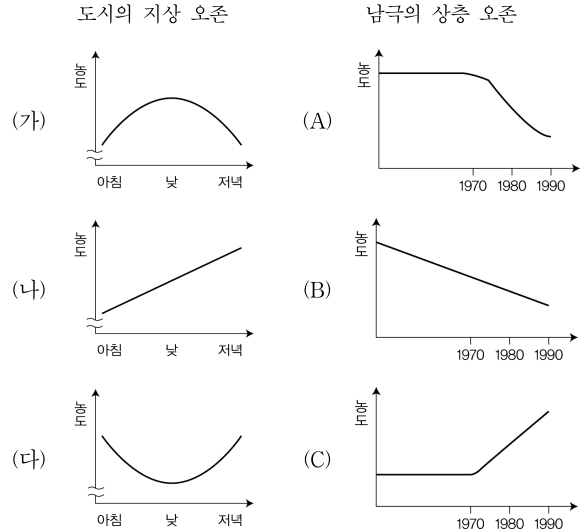 도시의 지상 오존
남극의 상층 오존
(가)
농도
아침 낮 저녁
(A)
농도
1970 1980 1990
(나)
농도
아침 낮 저녁
(B)
농도
1970 1980 1990
(다)
농도
아침 낮 저녁
(C)
농도
1970 1980 1990